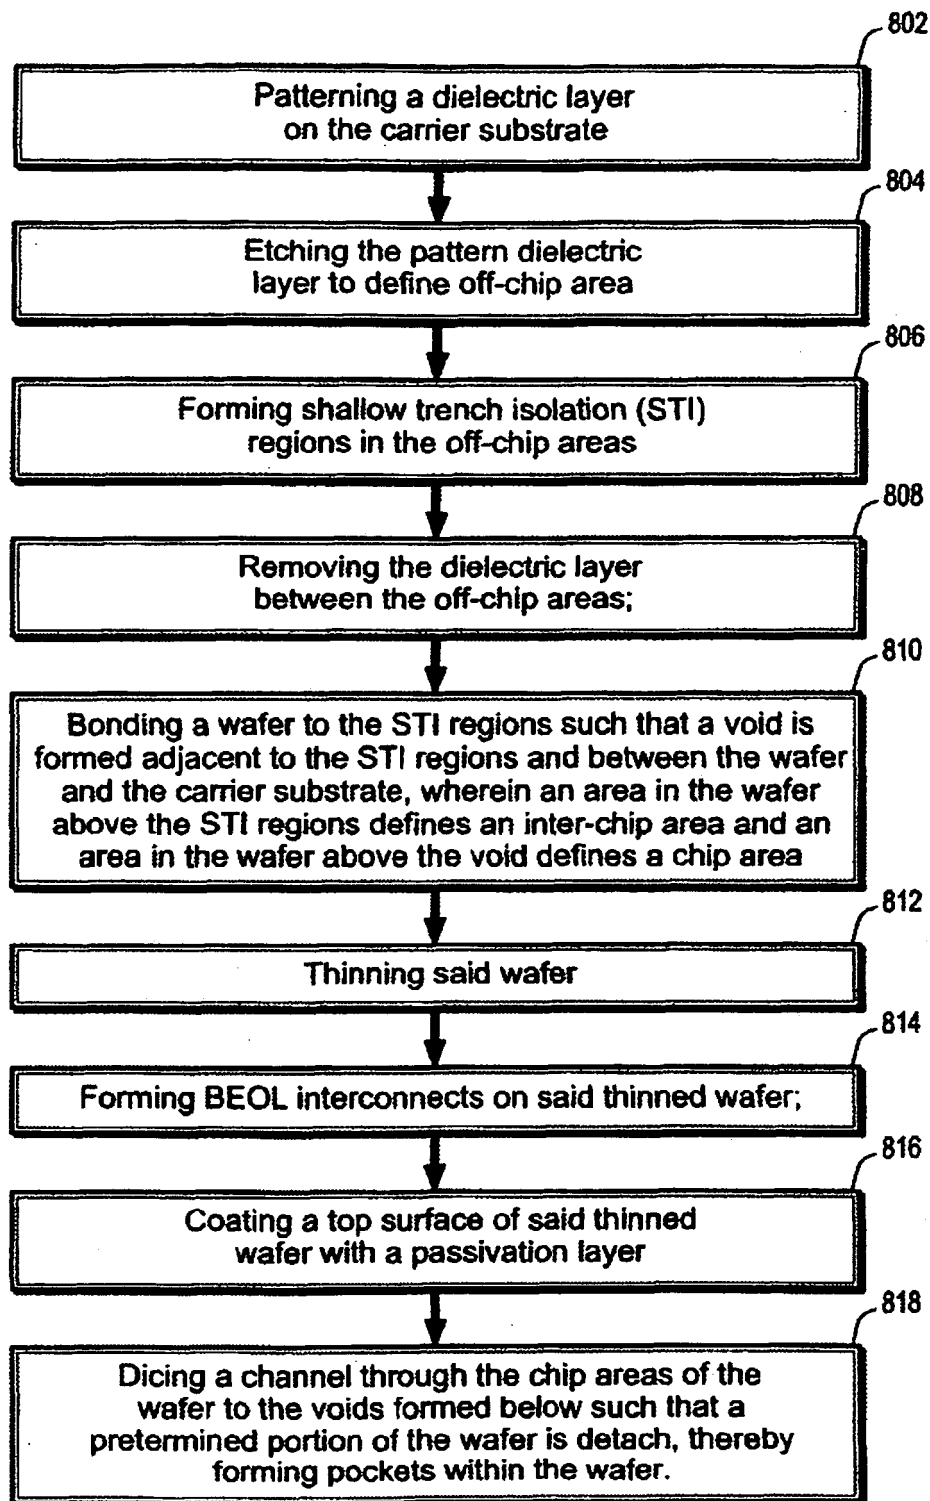 802
Patterning a dielectric layer
on the carrier substrate
804
Etching the pattern dielectric
layer to define off-chip area
806
Forming shallow trench isolation (STI)
regions in the off-chip areas
808
Removing the dielectric layer
between the off-chip areas;
810
Bonding a wafer to the STI regions such that a void is
formed adjacent to the STI regions and between the wafer
and the carrier substrate, wherein an area in the wafer
above the STI regions defines an inter-chip area and an
area in the wafer above the void defines a chip area
812
Thinning said wafer
814
Forming BEOL interconnects on said thinned wafer;
816
Coating a top surface of said thinned
wafer with a passivation layer
818
Dicing a channel through the chip areas of the
wafer to the voids formed below such that a
pretermined portion of the wafer is detach, thereby
forming pockets within the wafer.